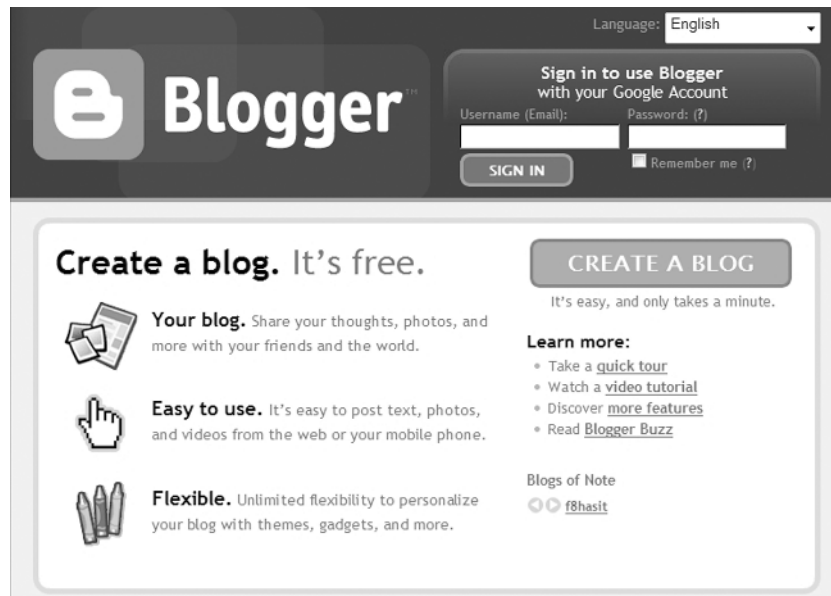 Language: English
Blogger™
Sign in to use Blogger
with your Google Account
Username (Email): Password: (?)
SIGN IN
Remember me (?)
Create a blog. It's free.
Your blog. Share your thoughts, photos, and
more with your friends and the world.
Easy to use. It's easy to post text, photos,
and videos from the web or your mobile phone.
Flexible. Unlimited flexibility to personalize
your blog with themes, gadgets, and more.
CREATE A BLOG
It's easy, and only takes a minute.
Learn more:
• Take a quick tour
• Watch a video tutorial
• Discover more features
• Read Blogger Buzz
Blogs of Note
f8hasit